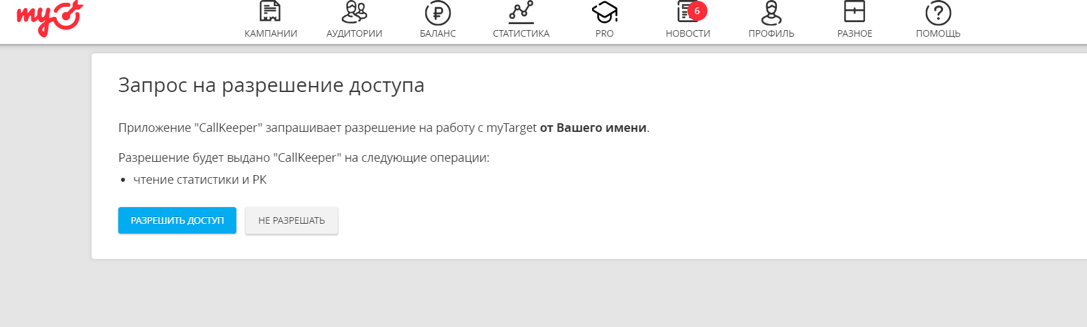 my
КАМПАНИИ
АУДИТОРИИ
БАЛАНС
СТАТИСТИКА
PRO
6
НОВОСТИ
ПРОФИЛЬ
РАЗНОЕ
ПОМОЩЬ
Запрос на разрешение доступа
Приложение "CallKeeper" запрашивает разрешение на работу с myTarget от Вашего имени.
Разрешение будет выдано "CallKeeper" на следующие операции:
• чтение статистики и РК
РАЗРЕШИТЬ ДОСТУП
НЕ РАЗРЕШАТЬ